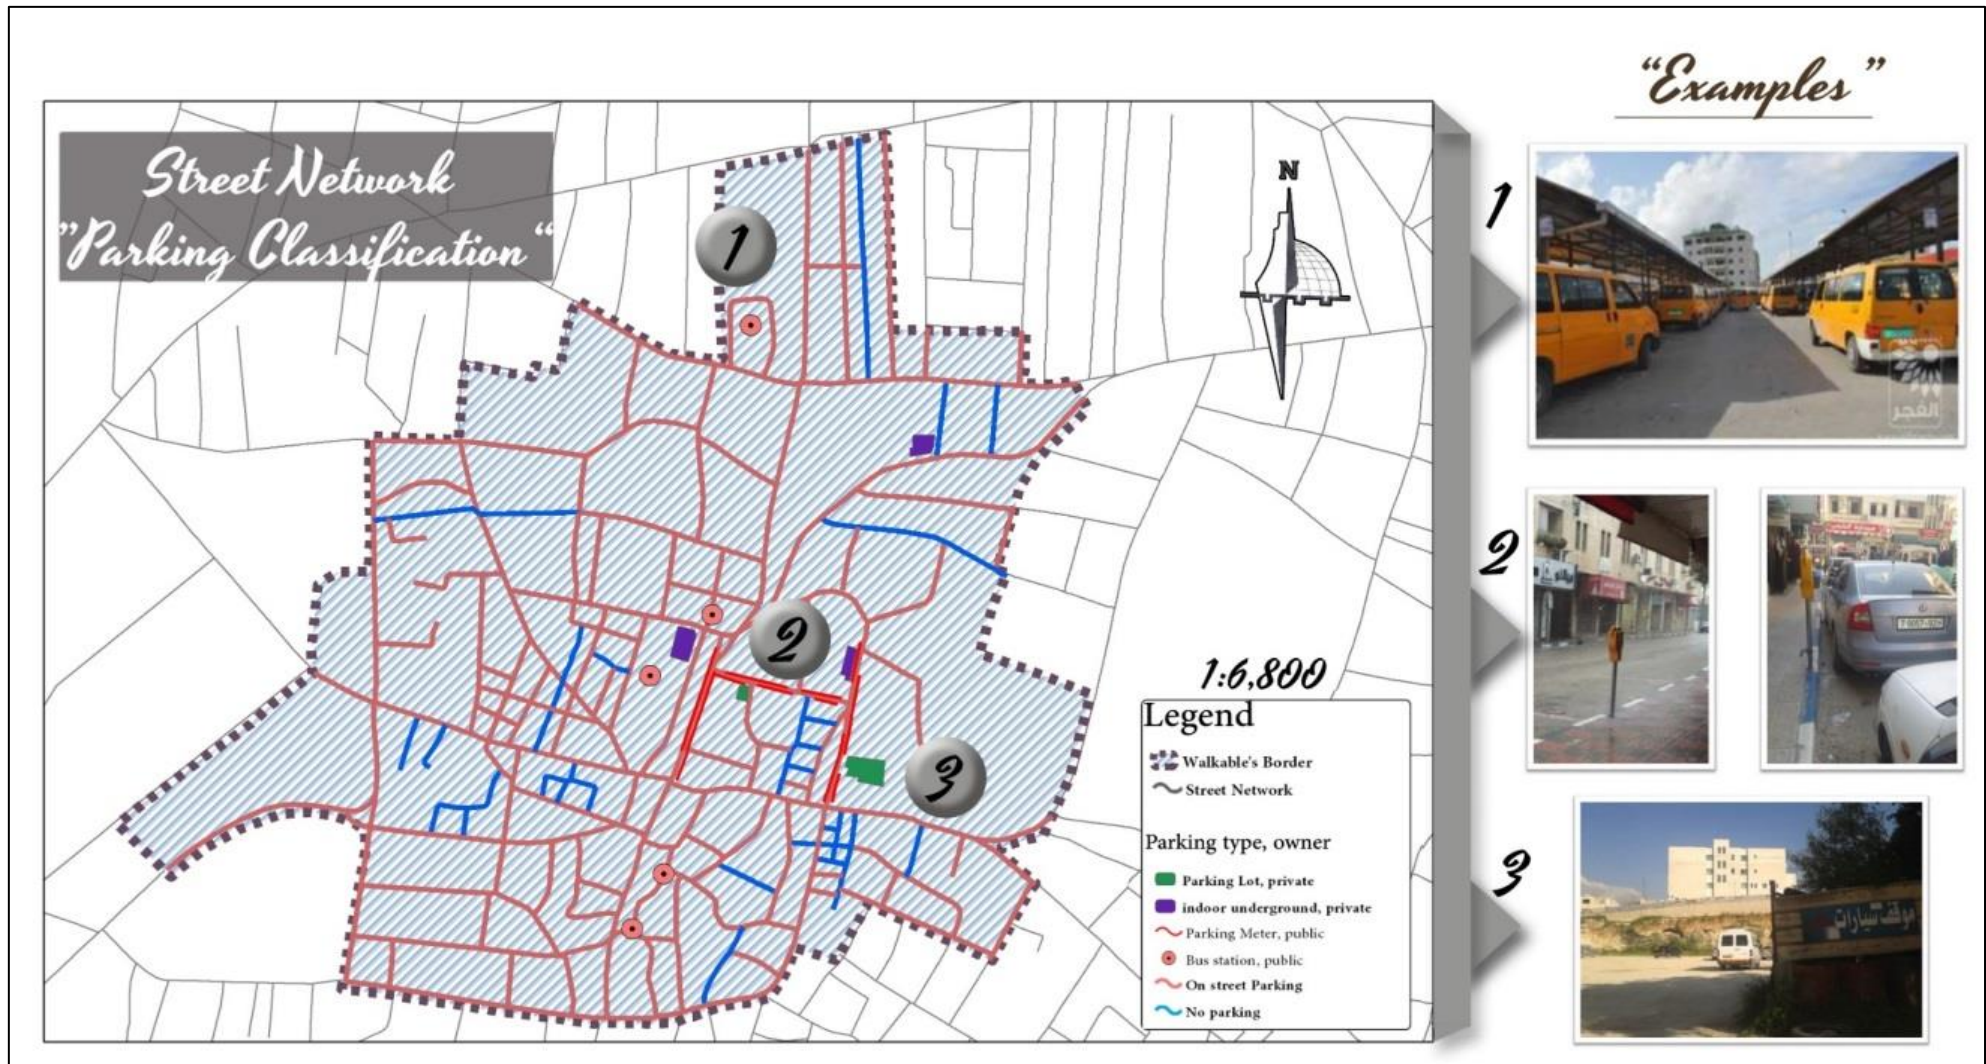 Street Network
"Parking Classification"
1
2
3
N
1:6,800
Legend
Walkable's Border
Street Network
Parking type, owner
Parking Lot, private
indoor underground, private
Parking Meter, public
Bus station, public
On street Parking
No parking
"Examples"
1
الفجر
2
3
موقف سيارات